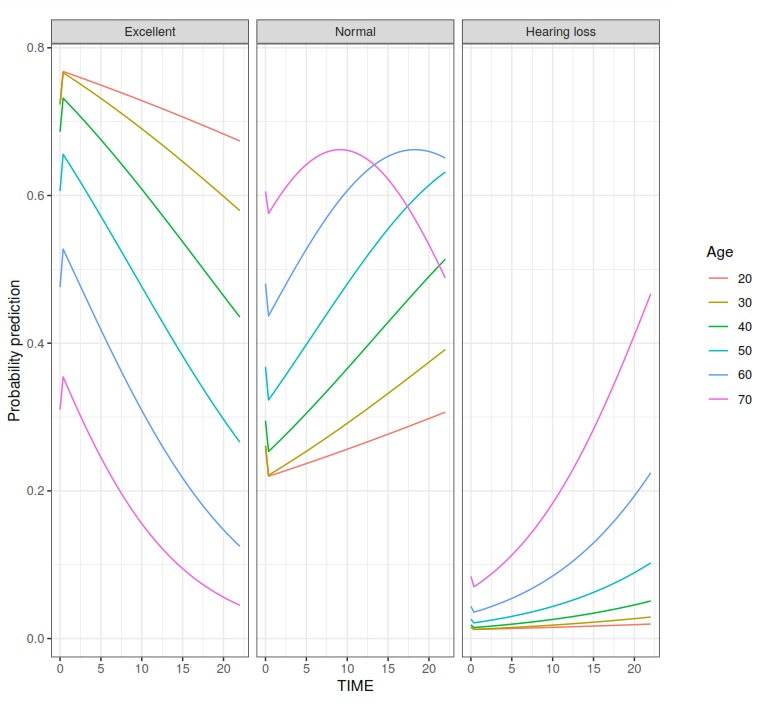 Excellent Normal Hearing loss
0.8
0.6
0.4
0.2
0.0
Probability prediction
0 5 10 15 20 0 5 10 15 20 0 5 10 15 20
TIME
Age
20
30
40
50
60
70